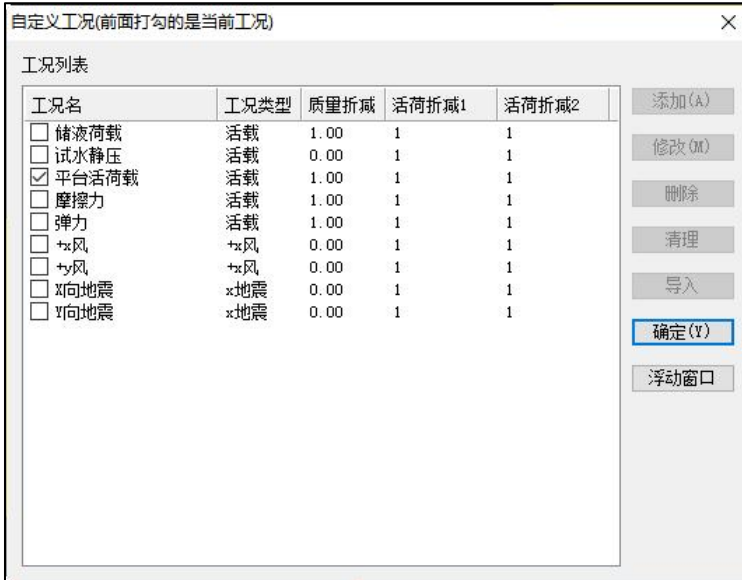 自定义工况(前面打勾的是当前工况)
工况列表
工况名 工况类型 质量折减 活荷折减1 活荷折减2
储液荷载 活载 1.00 1 1
试水静压 活载 0.00 1 1
平台活荷载 活载 1.00 1 1
摩擦力 活载 1.00 1 1
弹力 活载 1.00 1 1
+x风 +x风 0.00 1 1
+y风 +x风 0.00 1 1
X向地震 x地震 0.00 1 1
Y向地震 x地震 0.00 1 1
添加(A)
修改(M)
删除
清理
导入
确定(Y)
浮动窗口